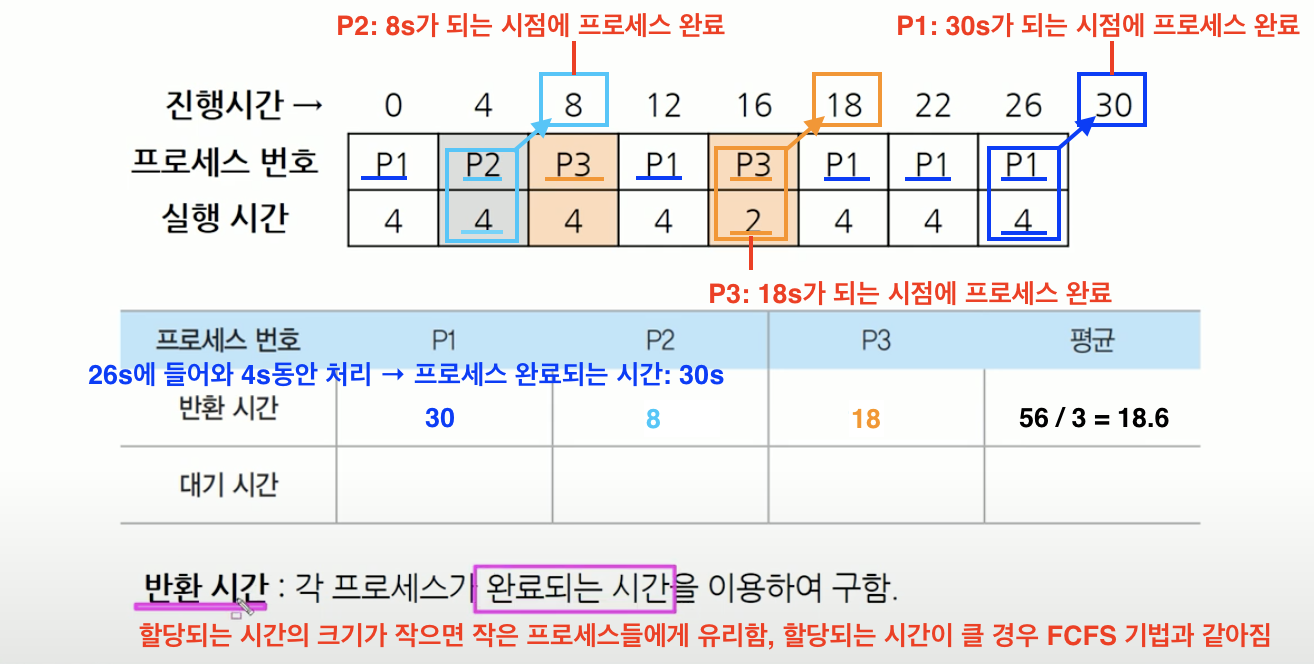 P2: 8s가 되는 시점에 프로세스 완료 P1: 30s가 되는 시점에 프로세스 완료
진행시간 → 0 4 8 12 16 18 22 26 30
프로세스 번호 P1 P2 P3 P1 P3 P1 P1 P1
실행 시간 4 4 4 4 2 4 4 4
P3: 18s가 되는 시점에 프로세스 완료
프로세스 번호 P1 P2 P3 평균
26s에 들어와 4s동안 처리 → 프로세스 완료되는 시간: 30s
반환 시간 30 8 18 56 / 3 = 18.6
대기 시간
반환 시간 : 각 프로세스가 완료되는 시간을 이용하여 구함.
할당되는 시간의 크기가 작으면 작은 프로세스들에게 유리함, 할당되는 시간이 클 경우 FCFS 기법과 같아짐